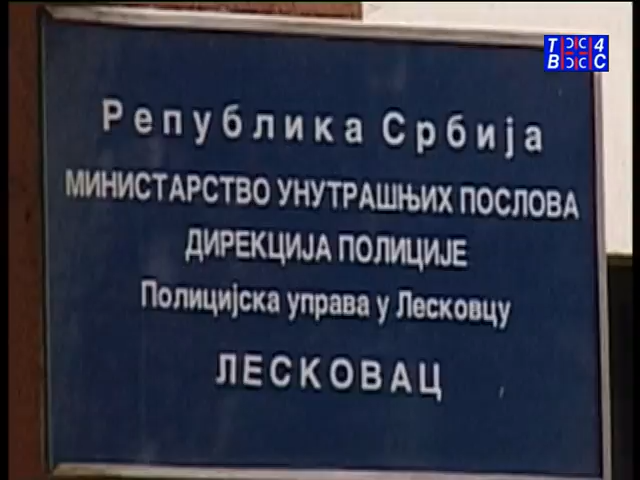 Република Србија
МИНИСТАРСТВО УНУТРАШЊИХ ПОСЛОВА
ДИРЕКЦИЈА ПОЛИЦИЈЕ
Полицијска управа у Лесковцу
ЛЕСКОВАЦ